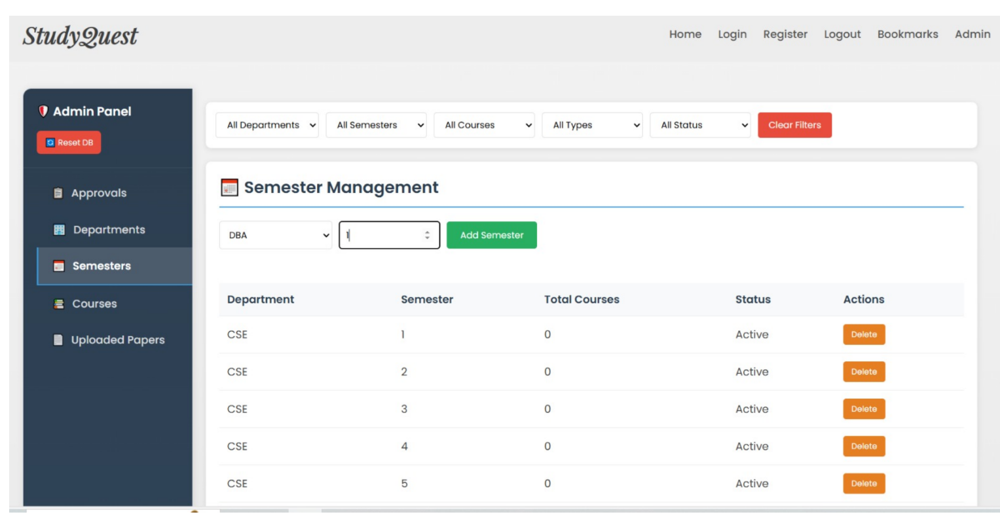 StudyQuest
Home Login Register Logout Bookmarks Admin
Admin Panel
Reset DB
Approvals
Departments
Semesters
Courses
Uploaded Papers
All Departments All Semesters All Courses All Types All Status Clear Filters
Semester Management
DBA 1 Add Semester
Department Semester Total Courses Status Actions
CSE 1 0 Active Delete
CSE 2 0 Active Delete
CSE 3 0 Active Delete
CSE 4 0 Active Delete
CSE 5 0 Active Delete